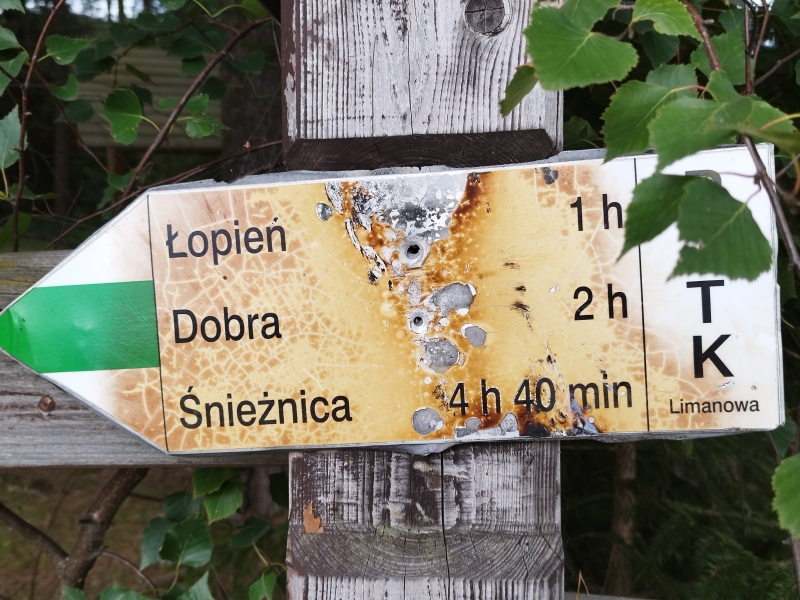 Łopień 1 h
Dobra 2 h
Śnieżnica 4 h 40 min
T
K
Limanowa